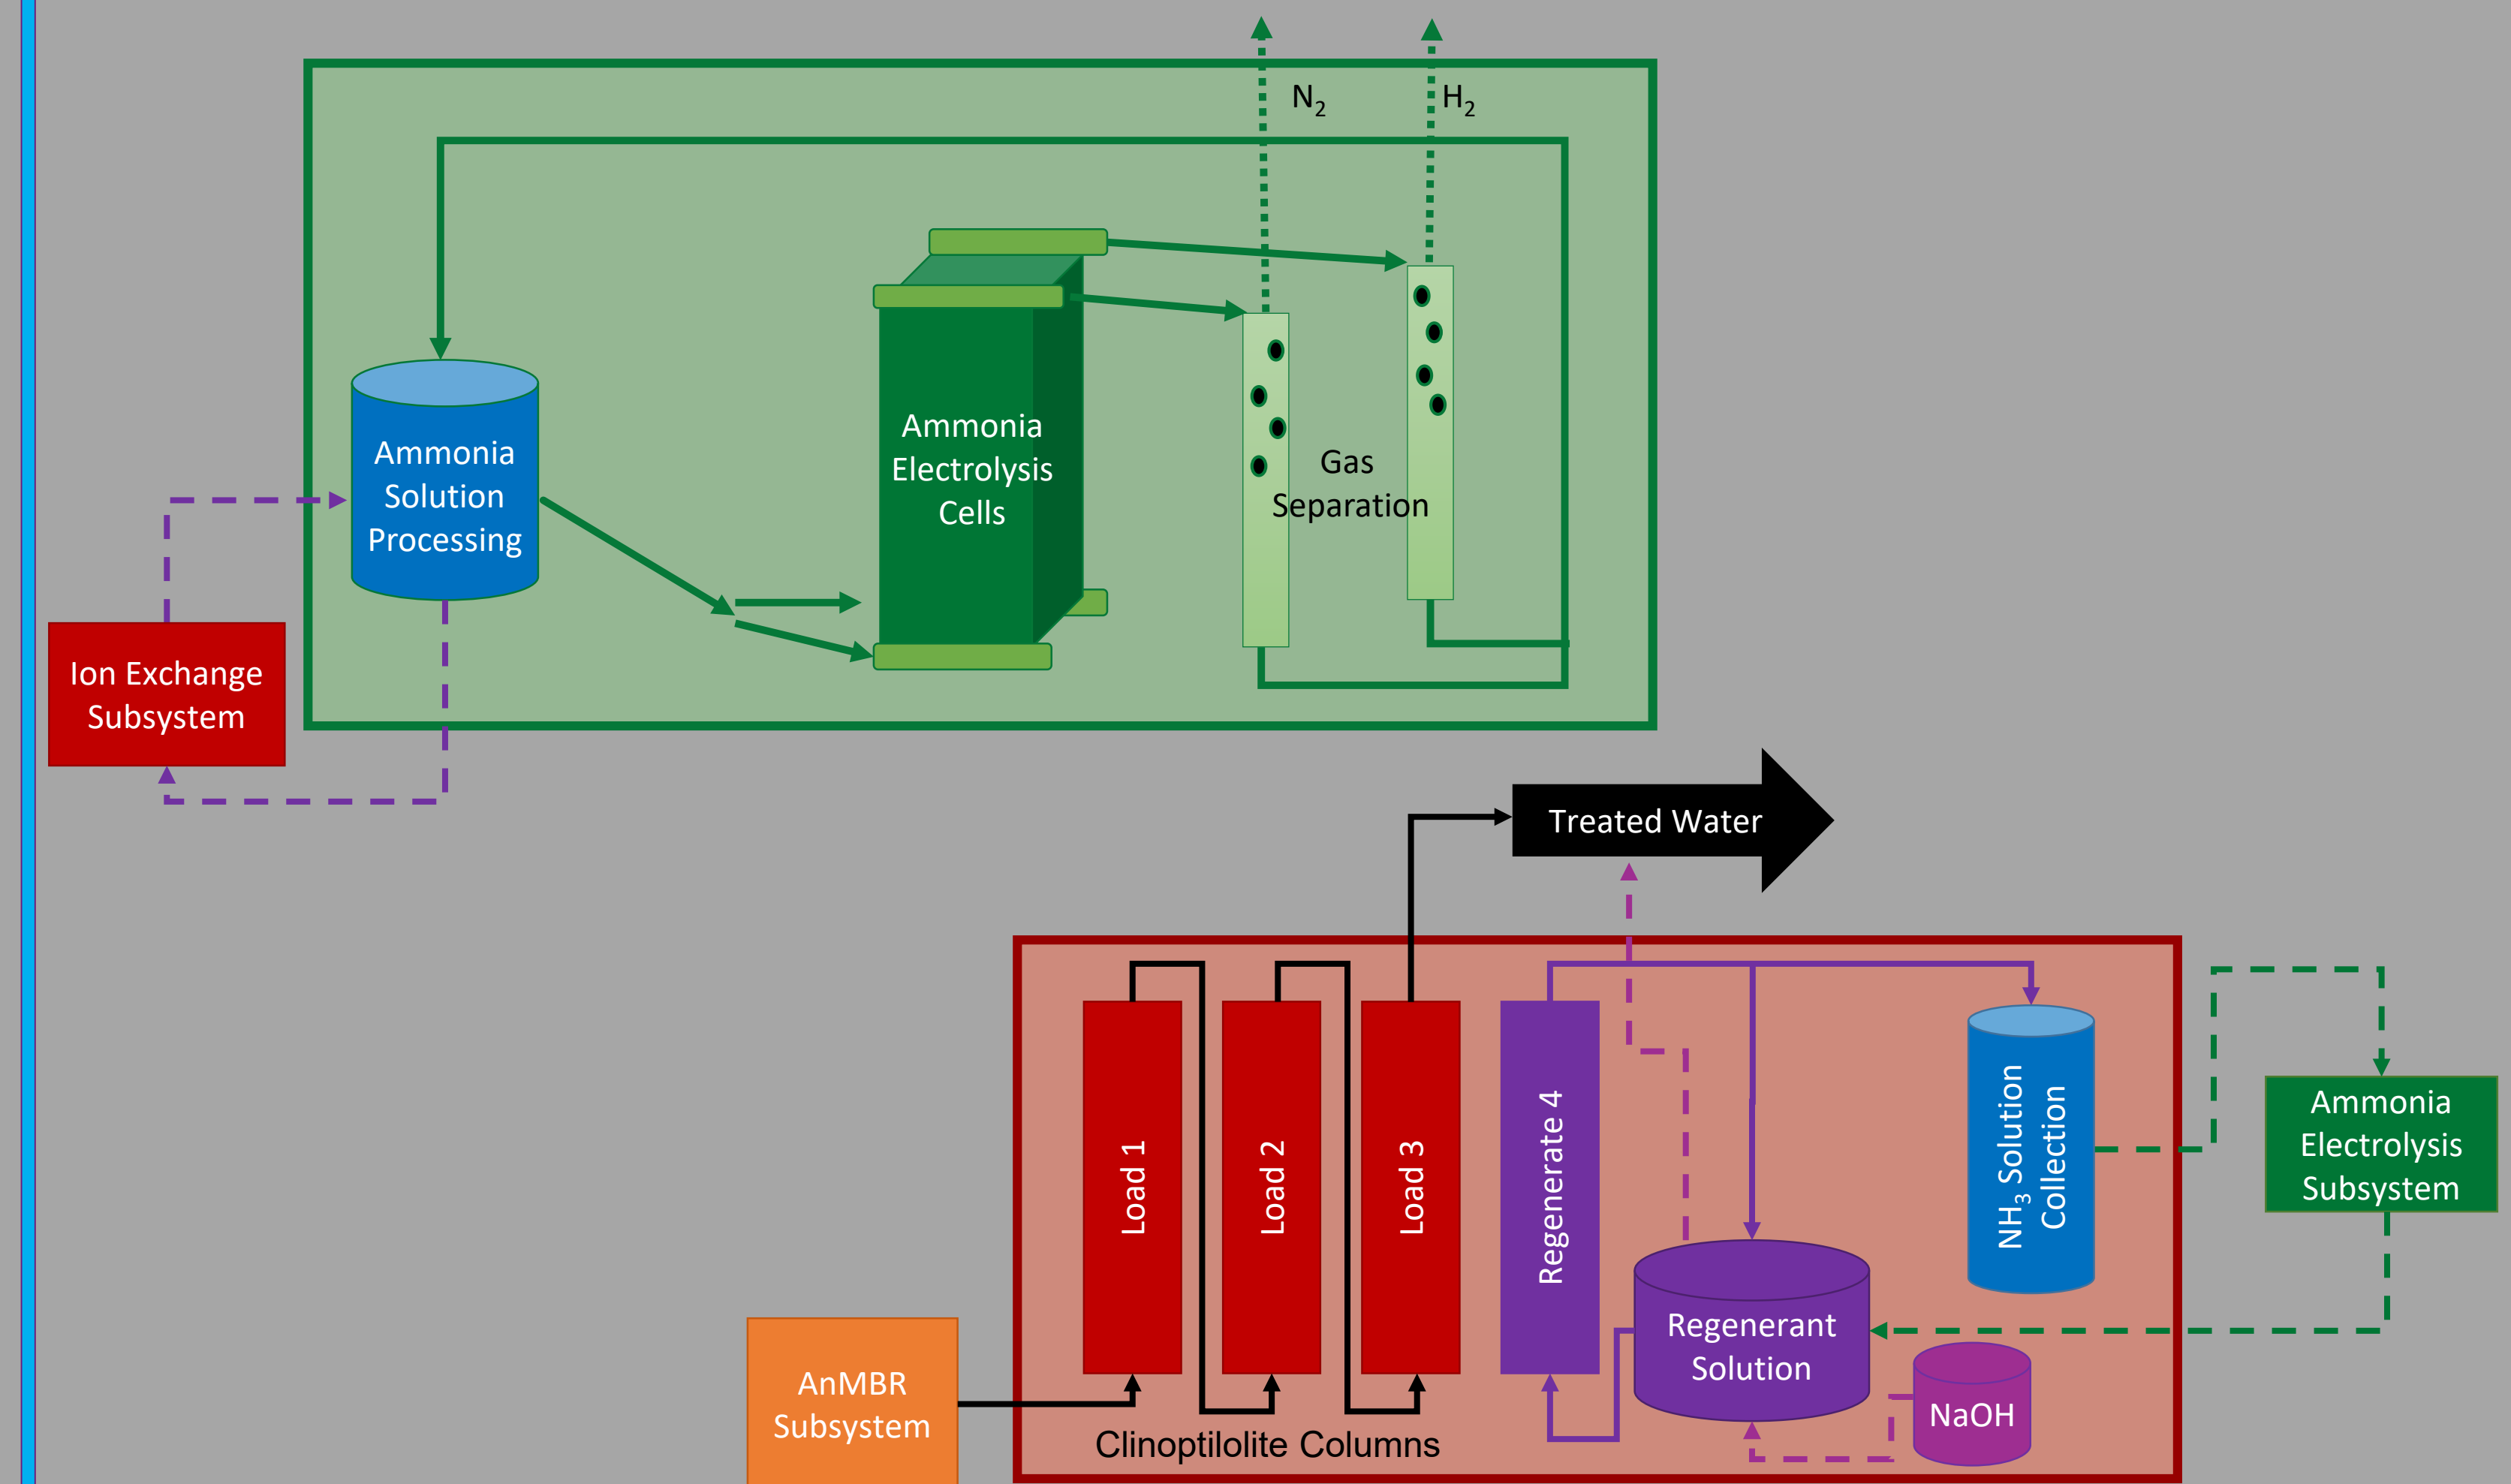 N₂
H₂
Ammonia
Solution
Processing
Ammonia
Electrolysis
Cells
Gas
Separation
Ion Exchange
Subsystem
Treated Water
Load 1
Load 2
Load 3
Regenerate 4
NH₃ Solution
Collection
Ammonia
Electrolysis
Subsystem
Regenerant
Solution
NaOH
AnMBR
Subsystem
Clinoptilolite Columns